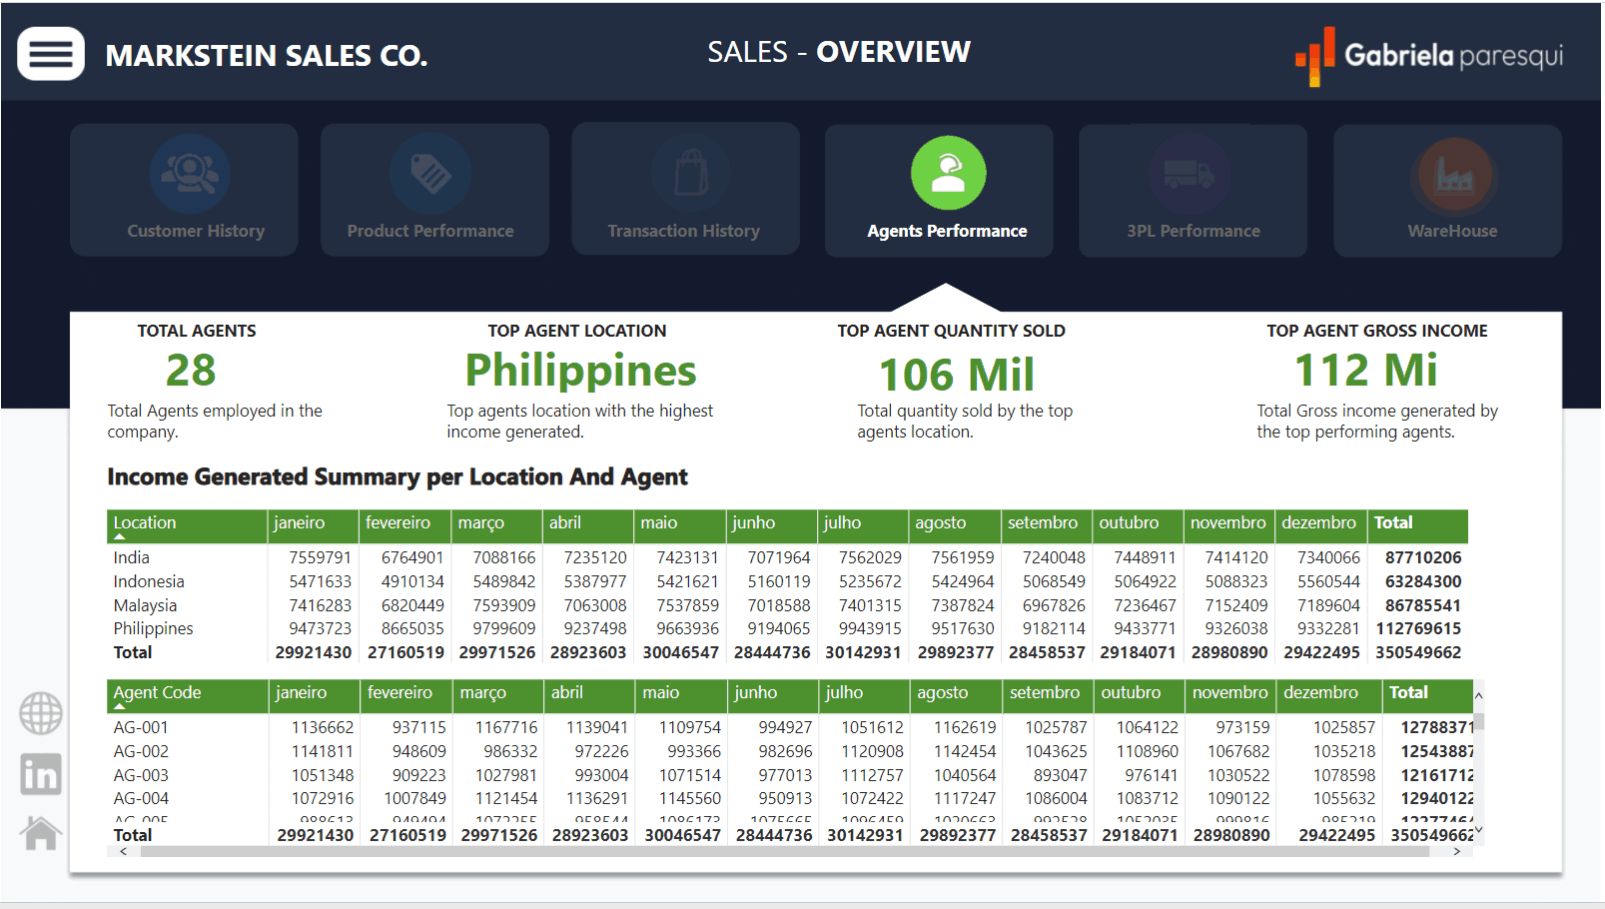 MARKSTEIN SALES CO.
SALES - OVERVIEW
Gabriela paresqui
Customer History
Product Performance
Transaction History
Agents Performance
3PL Performance
WareHouse
TOTAL AGENTS
28
Total Agents employed in the
company.
TOP AGENT LOCATION
Philippines
Top agents location with the highest
income generated.
TOP AGENT QUANTITY SOLD
106 Mil
Total quantity sold by the top
agents location.
TOP AGENT GROSS INCOME
112 Mi
Total Gross income generated by
the top performing agents.
Income Generated Summary per Location And Agent
Location janeiro fevereiro março abril maio junho julho agosto setembro outubro novembro dezembro Total
India 7559791 6764901 7088166 7235120 7423131 7071964 7562029 7561959 7240048 7448911 7414120 7340066 87710206
Indonesia 5471633 4910134 5489842 5387977 5421621 5160119 5235672 5424964 5068549 5064922 5088323 5560544 63284300
Malaysia 7416283 6820449 7593909 7063008 7537859 7018588 7401315 7387824 6967826 7236467 7152409 7189604 86785541
Philippines 9473723 8665035 9799609 9237498 9663936 9194065 9943915 9517630 9182114 9433771 9326038 9332281 112769615
Total 29921430 27160519 29971526 28923603 30046547 28444736 30142931 29892377 28458537 29184071 28980890 29422495 350549662
Agent Code janeiro fevereiro março abril maio junho julho agosto setembro outubro novembro dezembro Total
AG-001 1136662 937115 1167716 1139041 1109754 994927 1051612 1162619 1025787 1064122 973159 1025857 12788371
AG-002 1141811 948609 986332 972226 993366 982696 1120908 1142454 1043625 1108960 1067682 1035218 12543887
AG-003 1051348 909223 1027981 993004 1071514 977013 1112757 1040564 893047 976141 1030522 1078598 12161712
AG-004 1072916 1007849 1121454 1136291 1145560 950913 1072422 1117247 1086004 1083712 1090122 1055632 12940122
AG-005
Total 29921430 27160519 29971526 28923603 30046547 28444736 30142931 29892377 28458537 29184071 28980890 29422495 350549662
in